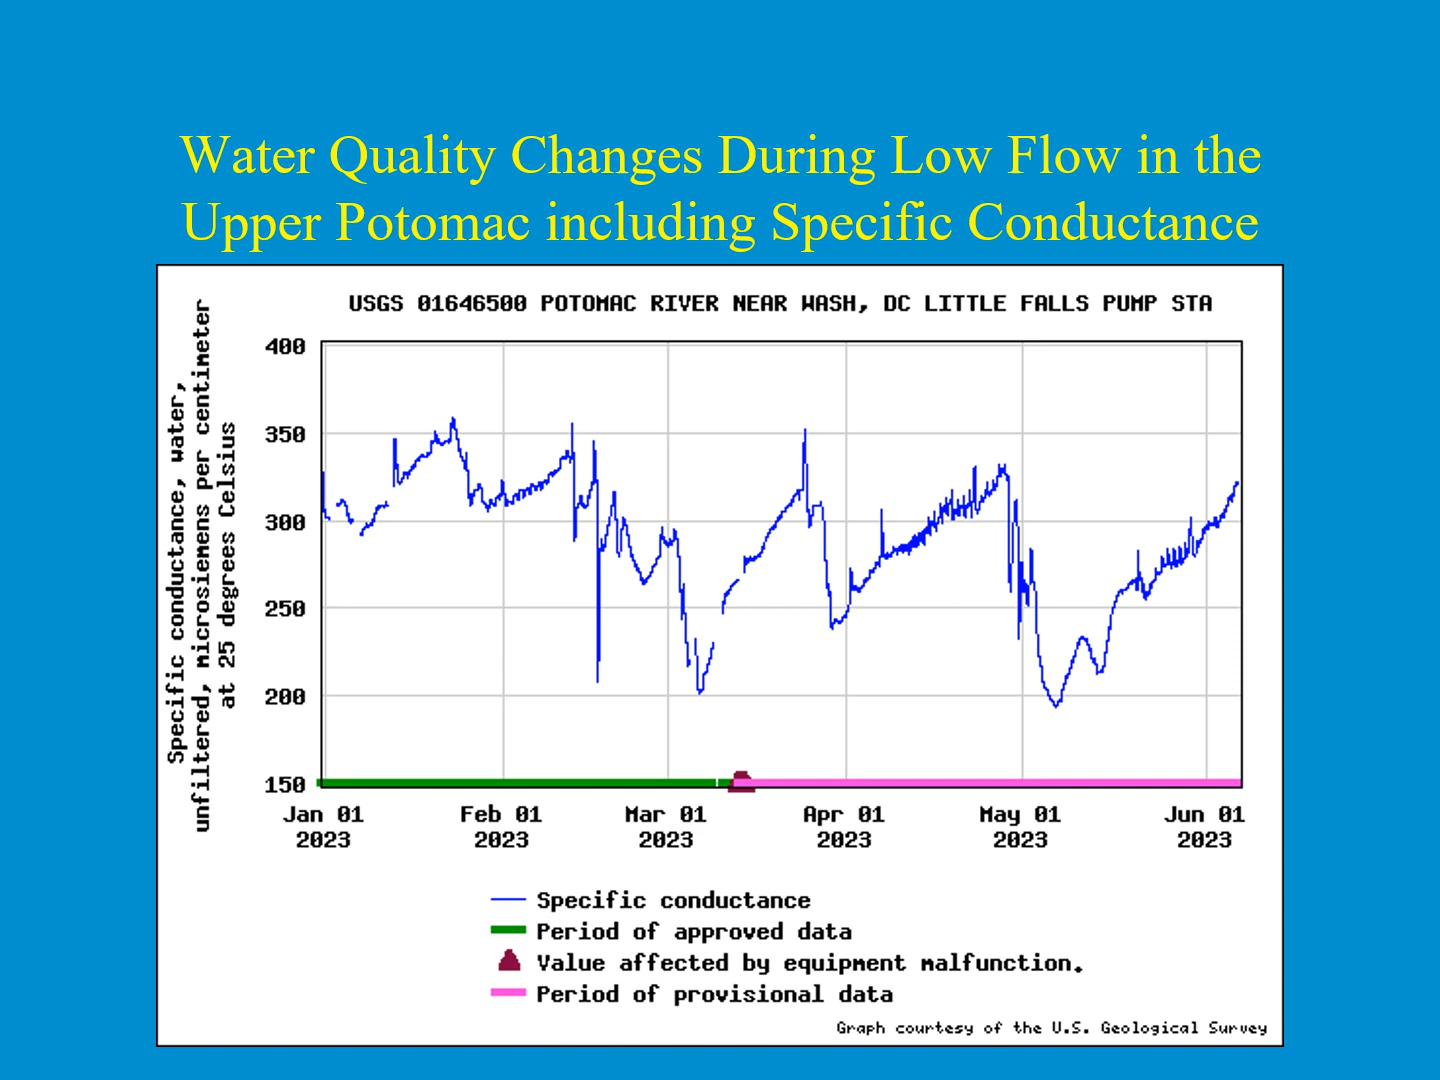 Water Quality Changes During Low Flow in the
Upper Potomac including Specific Conductance
USGS 01646500 POTOMAC RIVER NEAR WASH, DC LITTLE FALLS PUMP STA
Specific conductance, water,
unfiltered, microsiemens per centimeter
at 25 degrees Celsius
400
350
300
250
200
150
Jan 01 Feb 01 Mar 01 Apr 01 May 01 Jun 01
2023 2023 2023 2023 2023 2023
Specific conductance
Period of approved data
Value affected by equipment malfunction.
Period of provisional data
Graph courtesy of the U.S. Geological Survey